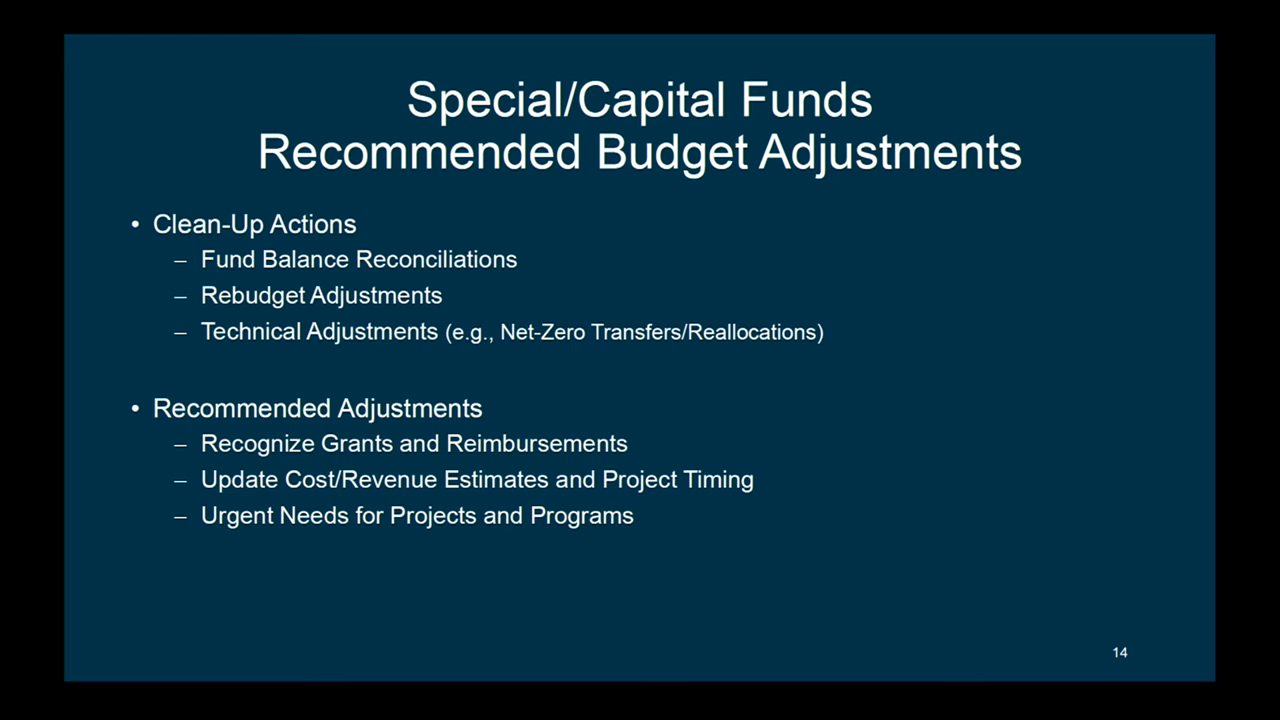 Special/Capital Funds
Recommended Budget Adjustments
• Clean-Up Actions
– Fund Balance Reconciliations
– Rebudget Adjustments
– Technical Adjustments (e.g., Net-Zero Transfers/Reallocations)
• Recommended Adjustments
– Recognize Grants and Reimbursements
– Update Cost/Revenue Estimates and Project Timing
– Urgent Needs for Projects and Programs
14